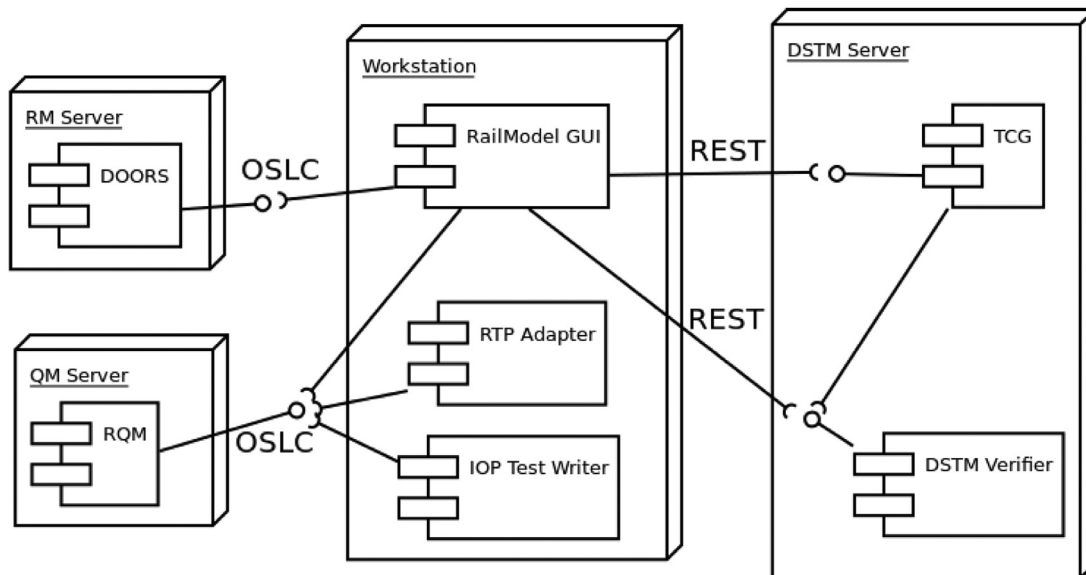 RM Server
DOORS
OSLC
QM Server
RQM
OSLC
Workstation
RailModel GUI
RTP Adapter
IOP Test Writer
REST
REST
DSTM Server
TCG
DSTM Verifier